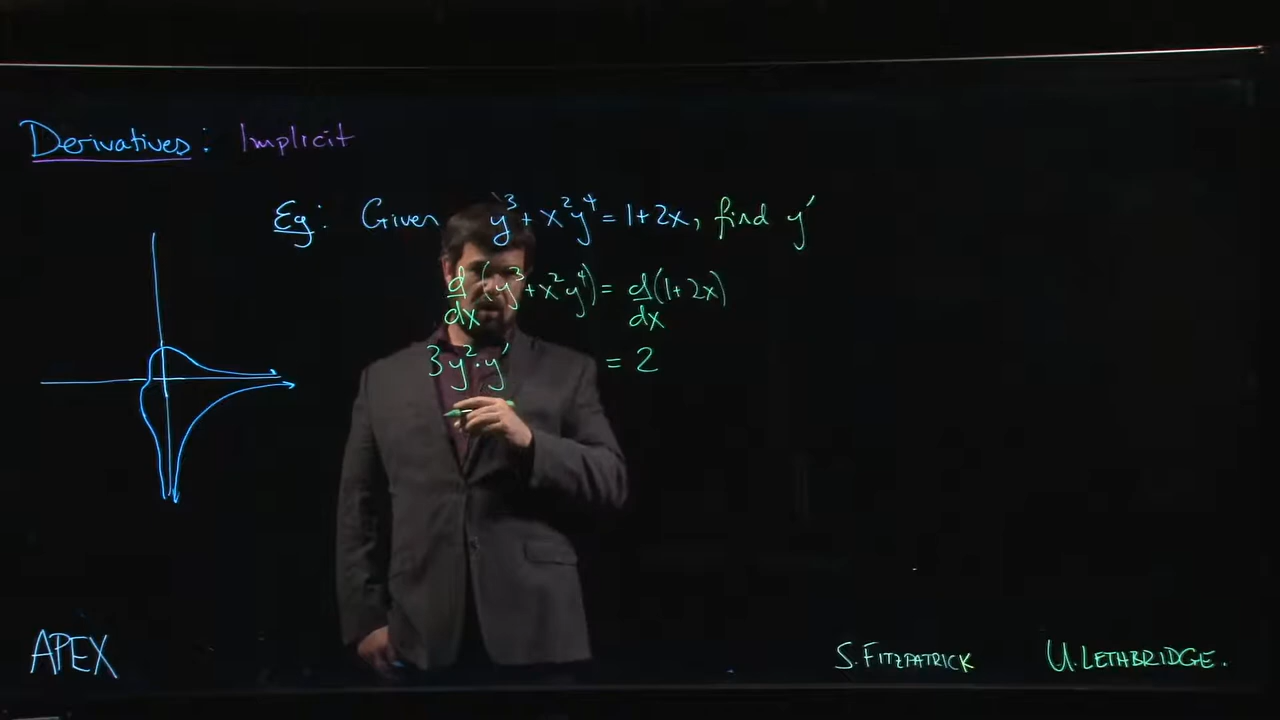 Derivatives: Implicit
Eg: Given y³ + x²y⁴ = 1 + 2x, find y′
d/dx (y³ + x²y⁴) = d/dx (1 + 2x)
3y² · y′ = 2
APEX
S. FITZPATRICK U. LETHBRIDGE.